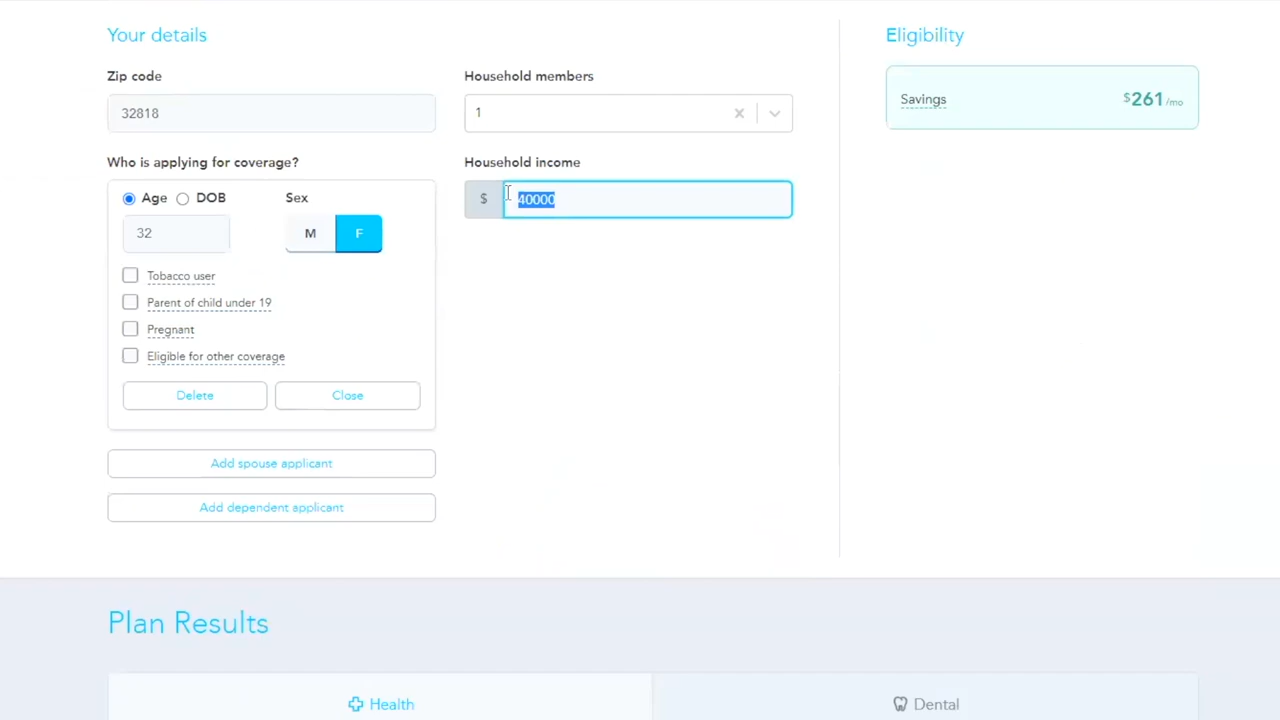 Your details
Zip code
32818
Who is applying for coverage?
Age DOB
Sex
32
M F
Tobacco user
Parent of child under 19
Pregnant
Eligible for other coverage
Delete Close
Add spouse applicant
Add dependent applicant
Household members
1
Household income
$ 40000
Eligibility
Savings $261 /mo
Plan Results
Health Dental